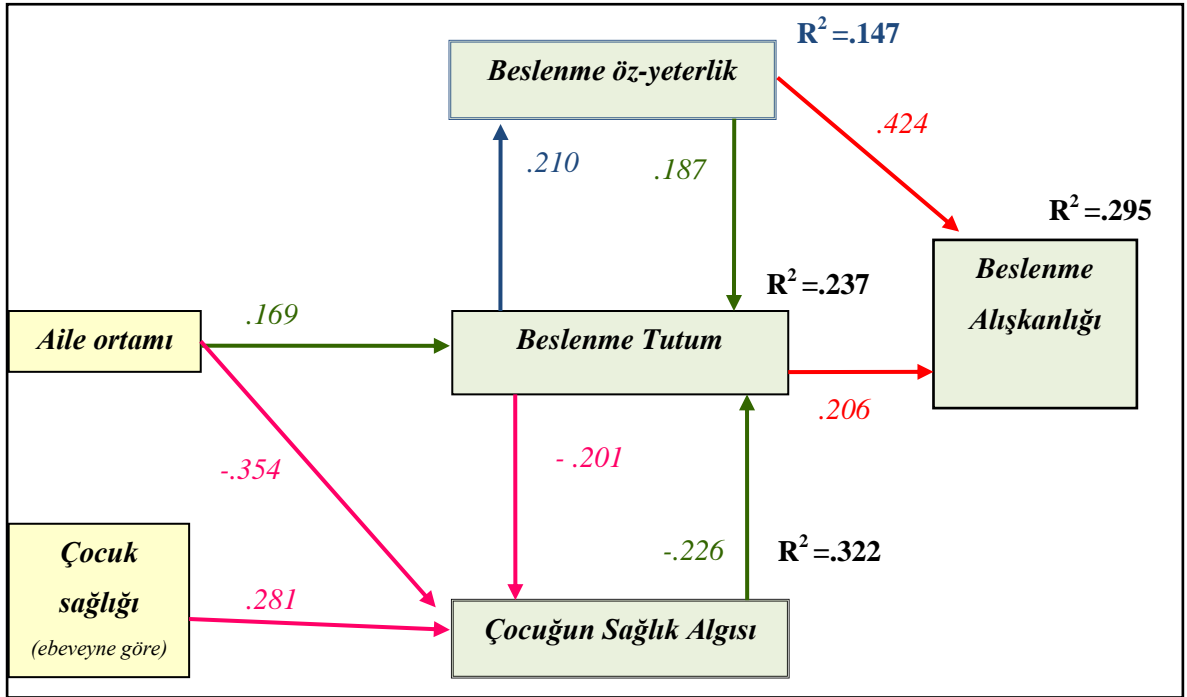 R² =.147
Beslenme öz-yeterlik
.424
.210
.187
R² =.295
Beslenme
Alışkanlığı
R² =.237
.169
Aile ortamı
Beslenme Tutum
.206
-.354
- .201
Çocuk
sağlığı
(ebeveyne göre)
-.226
R² =.322
.281
Çocuğun Sağlık Algısı